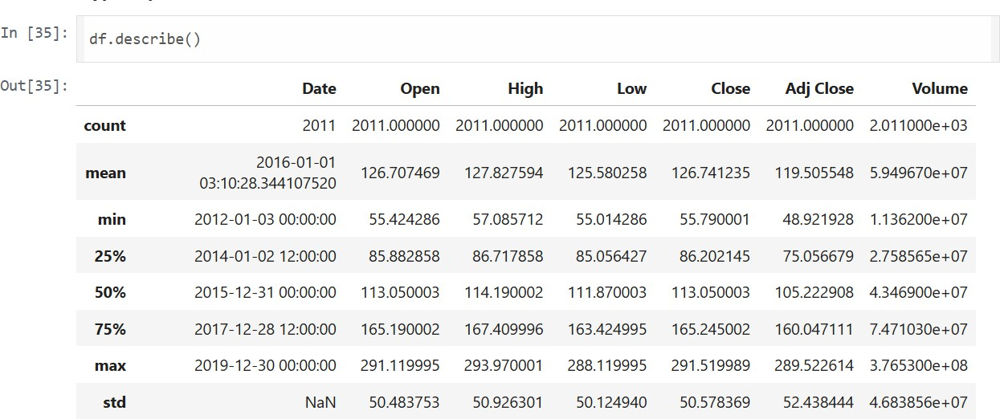 In [35]: df.describe()
Out[35]:
Date Open High Low Close Adj Close Volume
count 2011 2011.000000 2011.000000 2011.000000 2011.000000 2011.000000 2.011000e+03
mean 2016-01-01 03:10:28.344107520 126.707469 127.827594 125.580258 126.741235 119.505548 5.949670e+07
min 2012-01-03 00:00:00 55.424286 57.085712 55.014286 55.790001 48.921928 1.136200e+07
25% 2014-01-02 12:00:00 85.882858 86.717858 85.056427 86.202145 75.056679 2.758565e+07
50% 2015-12-31 00:00:00 113.050003 114.190002 111.870003 113.050003 105.222908 4.346900e+07
75% 2017-12-28 12:00:00 165.190002 167.409996 163.424995 165.245002 160.047111 7.471030e+07
max 2019-12-30 00:00:00 291.119995 293.970001 288.119995 291.519989 289.522614 3.765300e+08
std NaN 50.483753 50.926301 50.124940 50.578369 52.438444 4.683856e+07